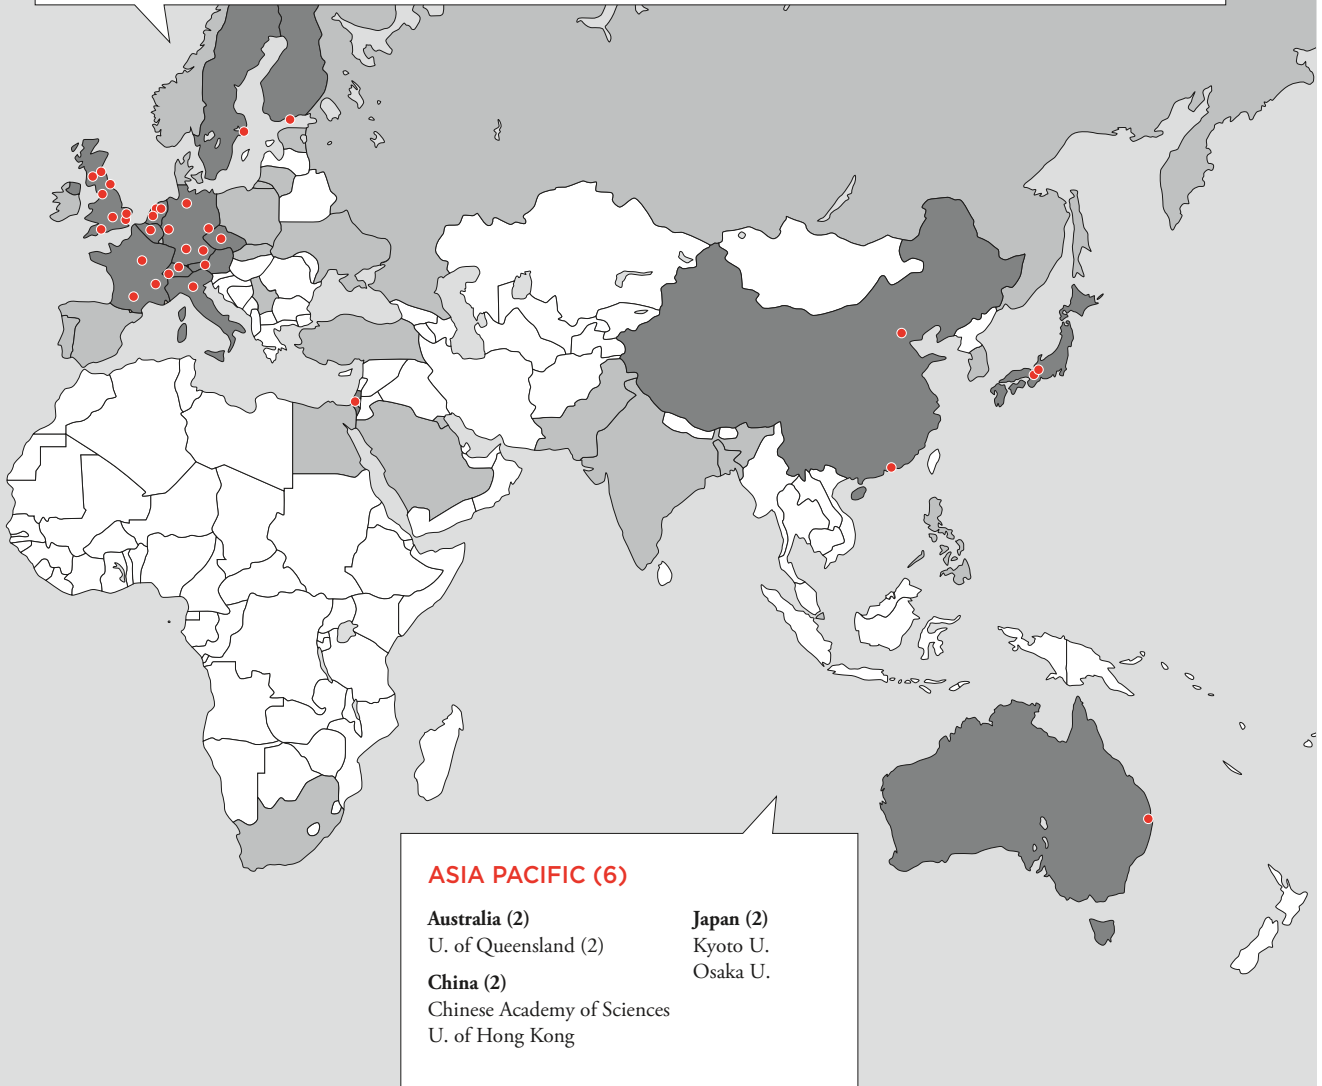 ASIA PACIFIC (6)
Australia (2)
U. of Queensland (2)
China (2)
Chinese Academy of Sciences
U. of Hong Kong
Japan (2)
Kyoto U.
Osaka U.